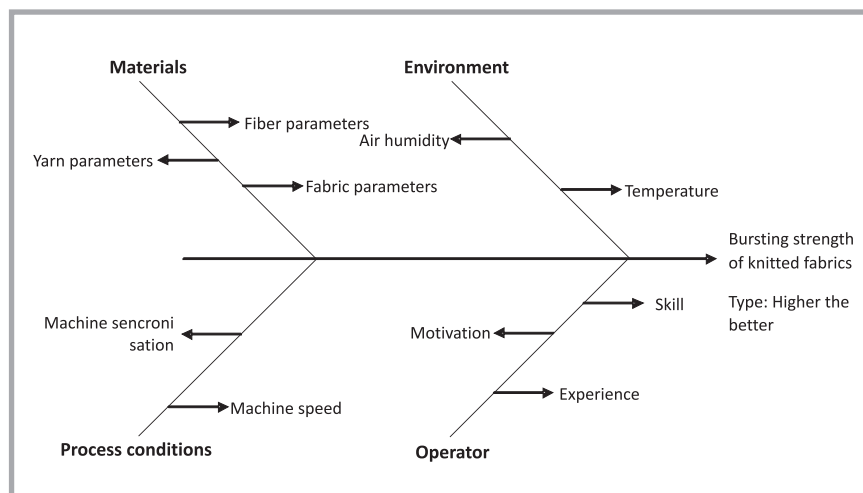 Materials
Environment
Fiber parameters
Air humidity
Yarn parameters
Fabric parameters
Temperature
Bursting strength
of knitted fabrics
Type: Higher the
better
Skill
Machine sencroni
sation
Motivation
Experience
Machine speed
Process conditions
Operator